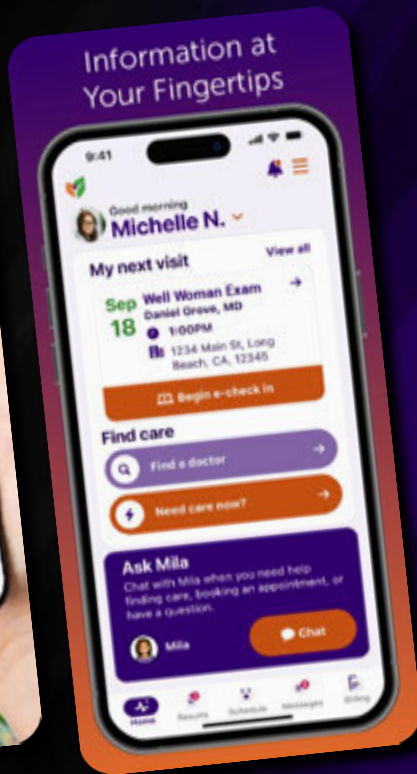 Information at
Your Fingertips
9:41
Good morning
Michelle N.
My next visit
View all
Sep
18
Well Woman Exam
Daniel Grove, MD
1:00PM
1234 Main St, Long
Beach, CA, 12345
Begin e-check in
Find care
Find a doctor
Need care now?
Ask Mila
Chat with Mila when you need help
finding care, booking an appointment, or
have a question.
Mila
Chat
Home
Results
Schedule
Messages
Billing